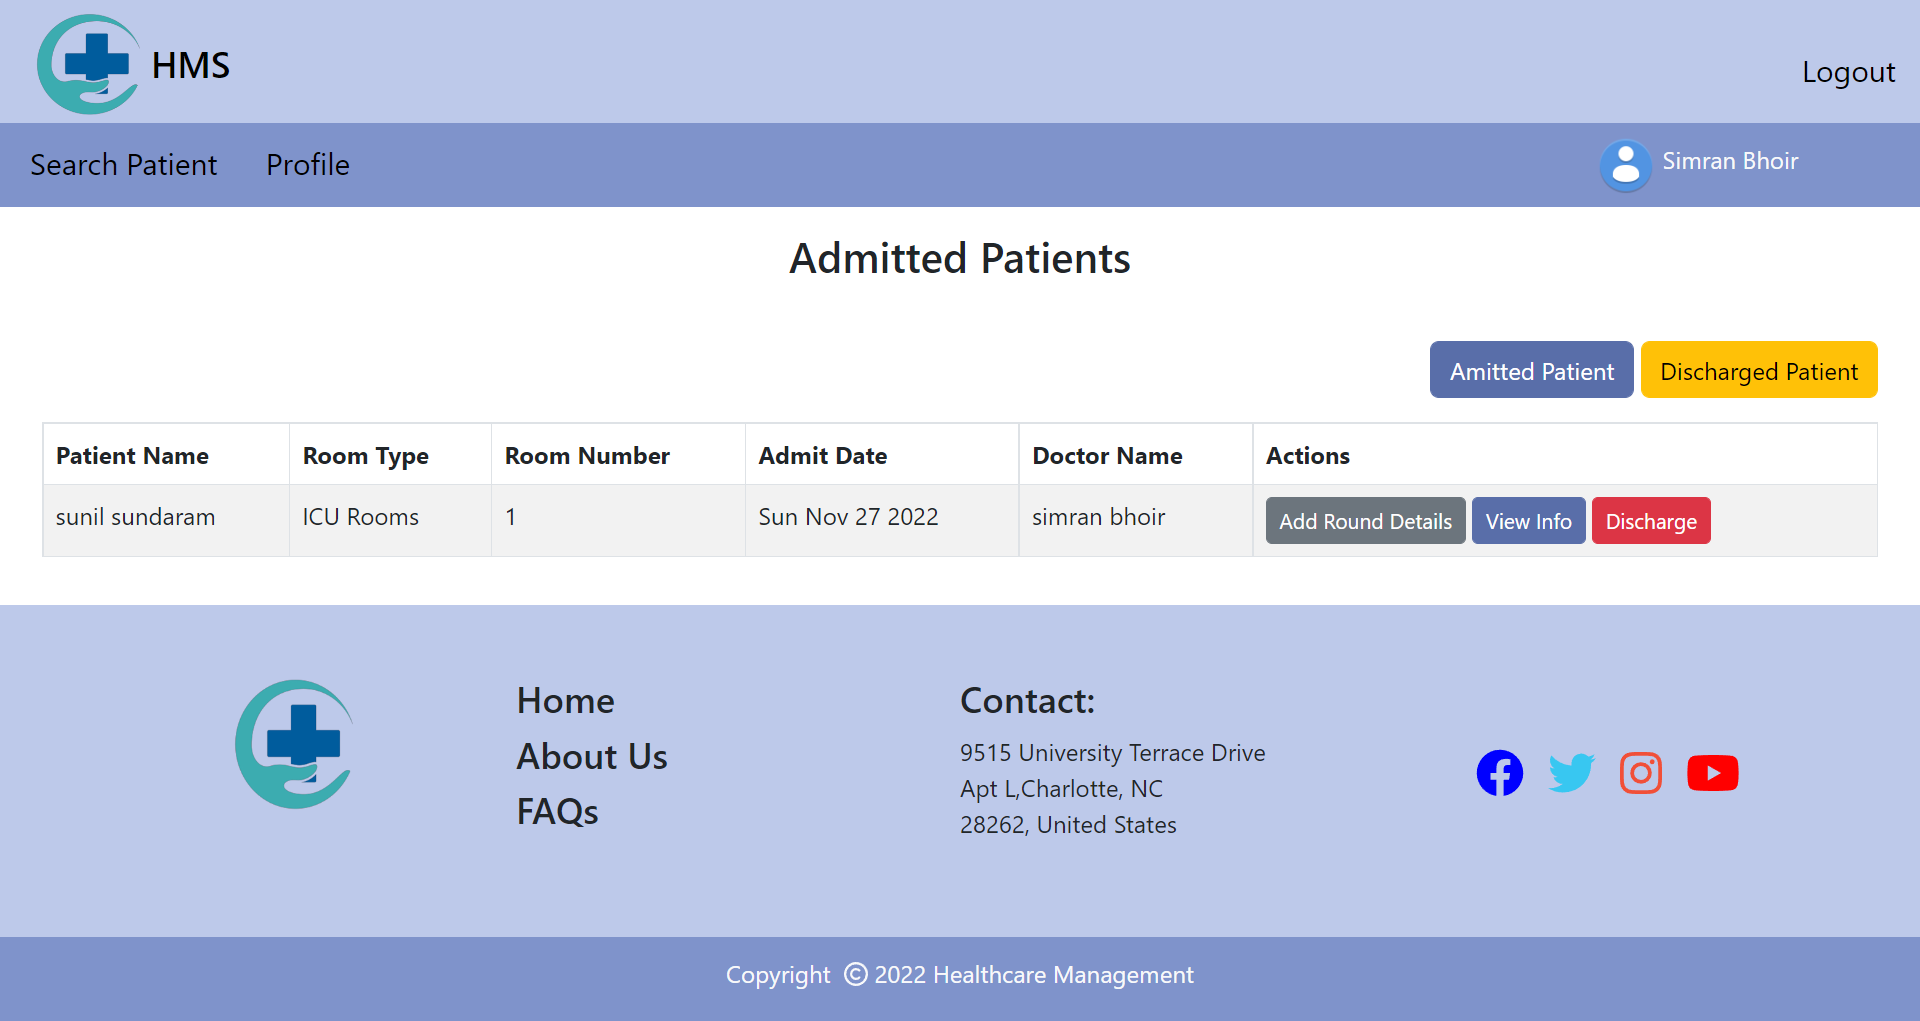 HMS
Logout
Search Patient Profile Simran Bhoir
Admitted Patients
Amitted Patient Discharged Patient
Patient Name Room Type Room Number Admit Date Doctor Name Actions
sunil sundaram ICU Rooms 1 Sun Nov 27 2022 simran bhoir Add Round Details View Info Discharge
Home
About Us
FAQs
Contact:
9515 University Terrace Drive
Apt L,Charlotte, NC
28262, United States
Copyright © 2022 Healthcare Management